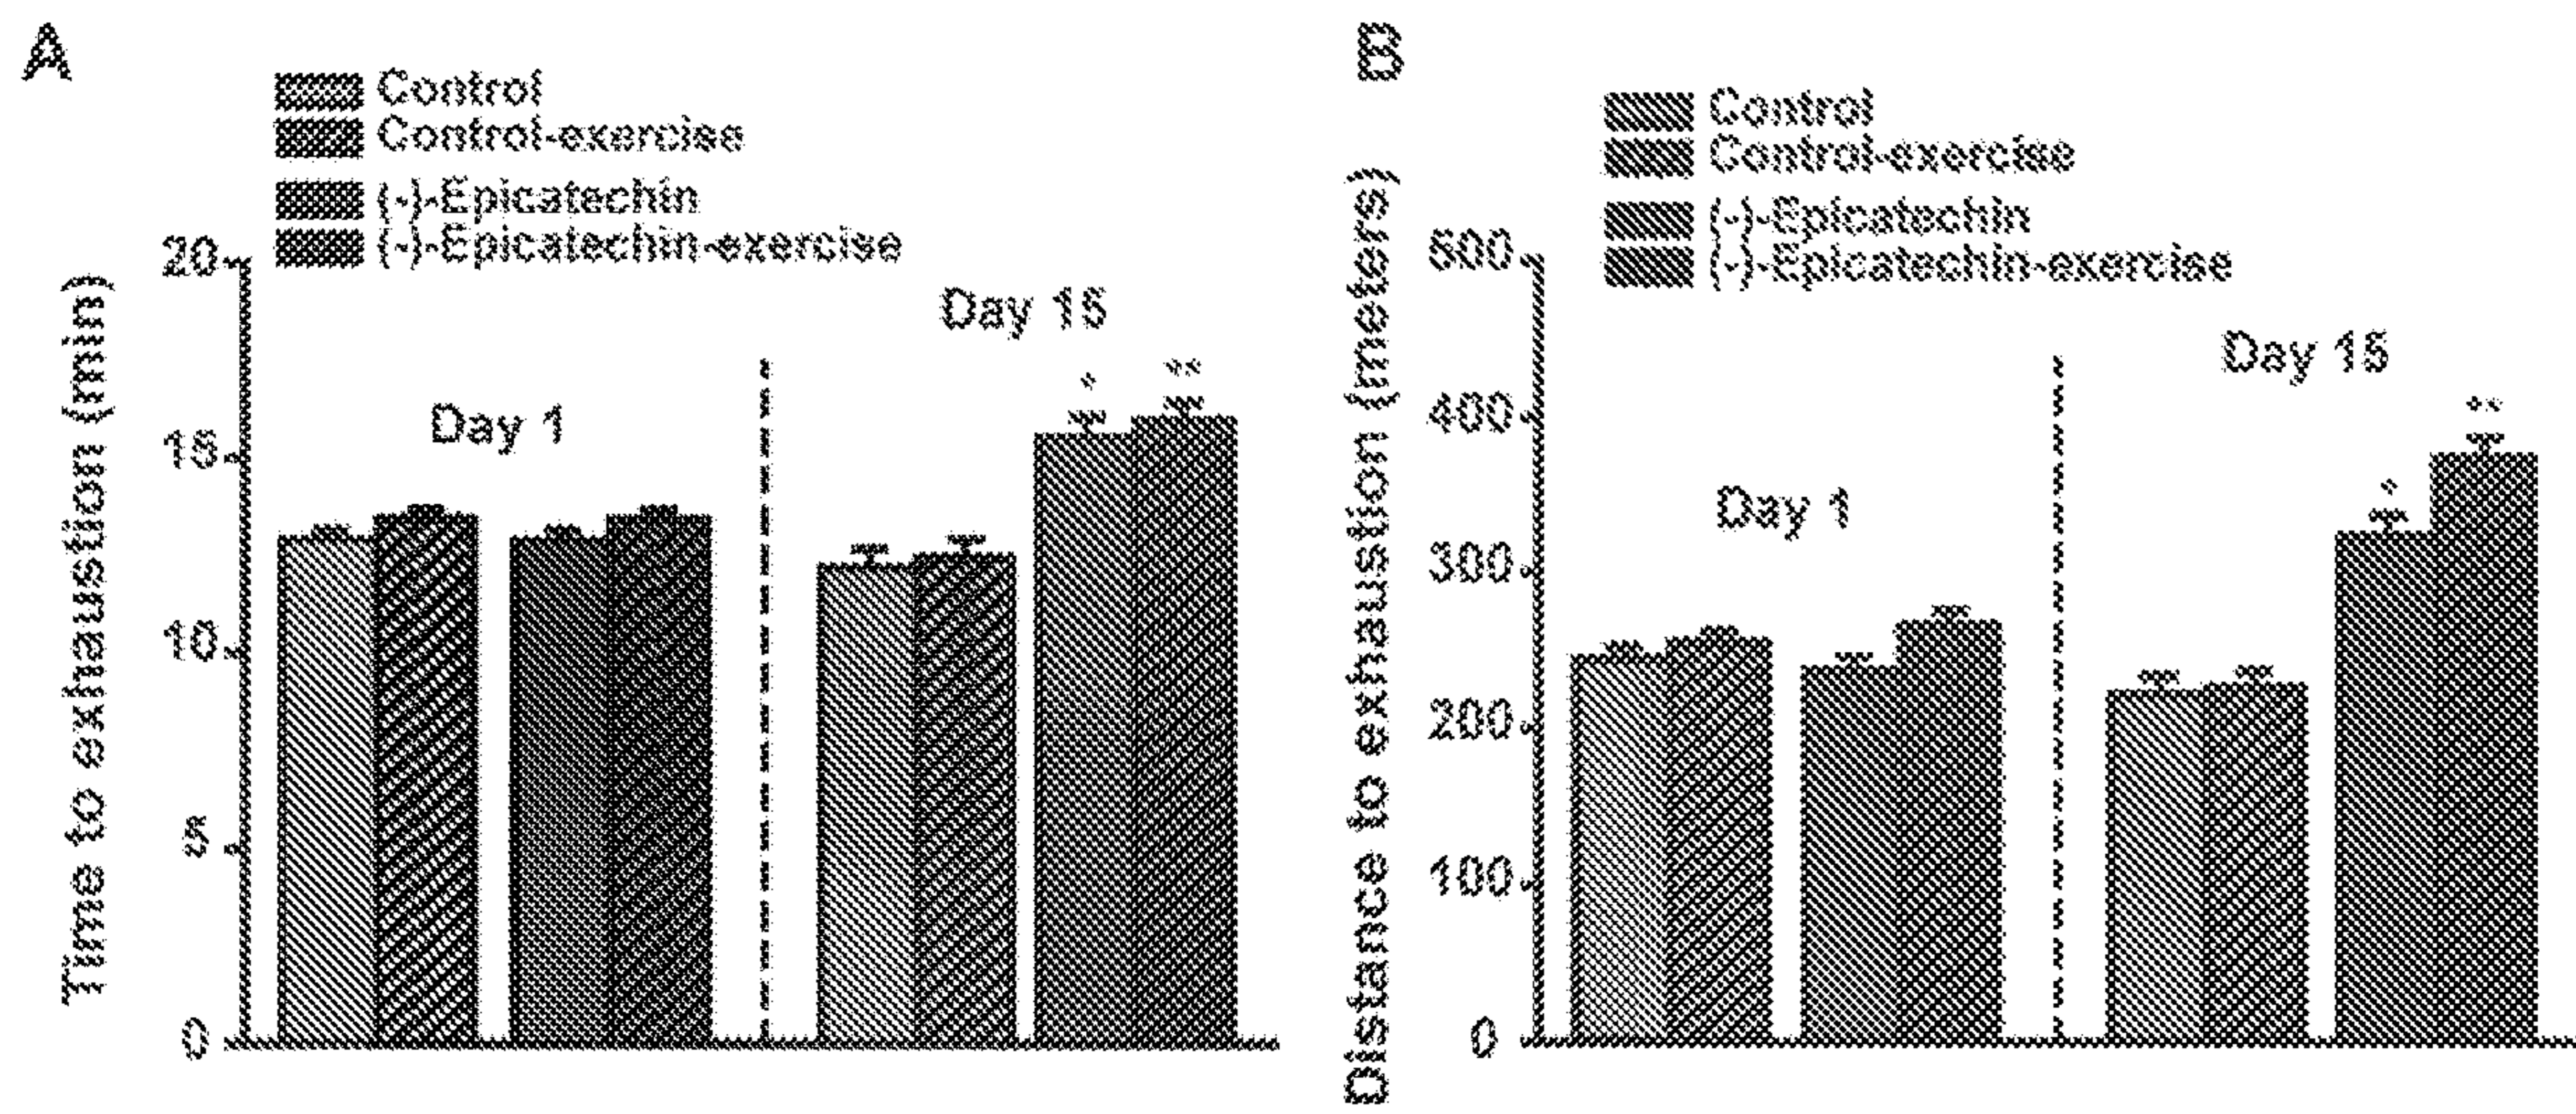 A
Control
Control-exercise
(-)-Epicatechin
(-)-Epicatechin-exercise
Time to exhaustion (min)
20
15
10
5
0
Day 1
Day 15
*
**
B
Control
Control-exercise
(-)-Epicatechin
(-)-Epicatechin-exercise
Distance to exhaustion (meters)
500
400
300
200
100
0
Day 1
Day 15
*
**